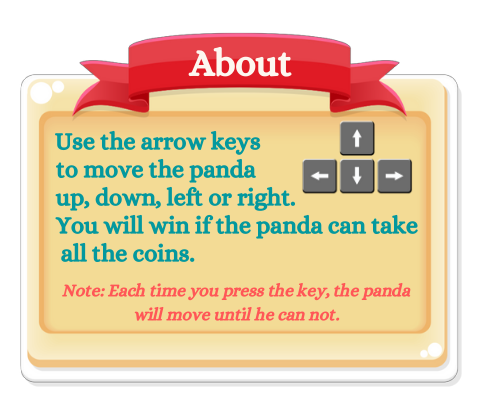 About
Use the arrow keys
to move the panda
up, down, left or right.
You will win if the panda can take
all the coins.
Note: Each time you press the key, the panda
will move until he can not.